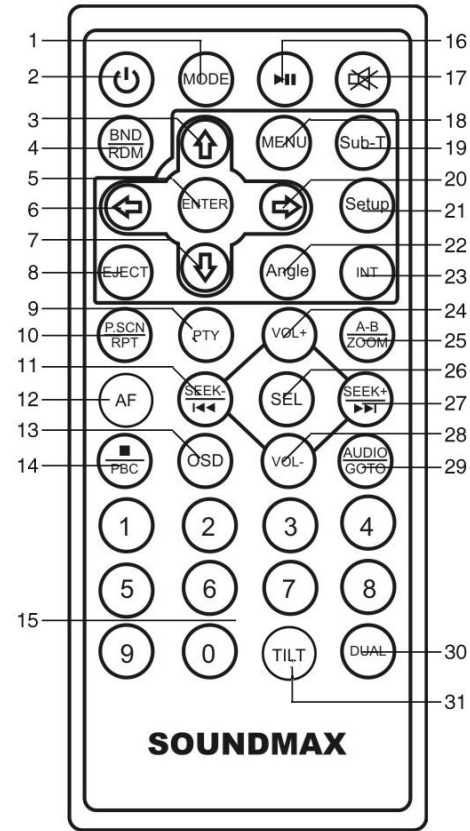 1 MODE 16
2 17
3 18
BND MENU Sub-T
4 RDM 19
5 20
6 ENTER Setup 21
7 22
8 EJECT Angle INT 23
9 24
P.SCN PTY VOL+ A-B
10 RPT ZOOM 25
11 26
SEEK- SEL SEEK+
12 AF 27
13 28
OSD VOL- AUDIO
14 PBC GOTO 29
1 2 3 4
5 6 7 8
15
9 0 TILT DUAL 30
31
SOUNDMAX